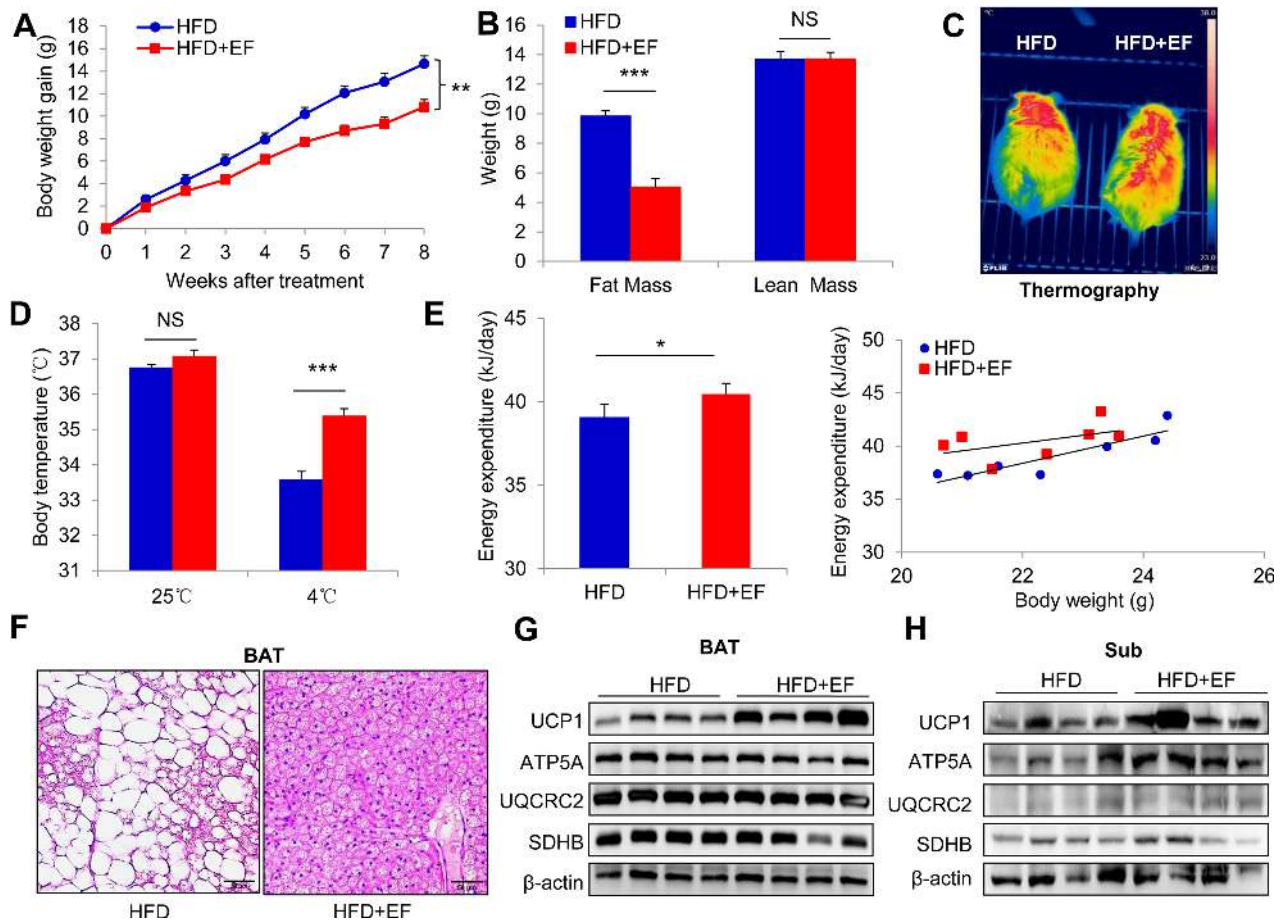 A
HFD
HFD+EF
Body weight gain (g)
18
16
14
12
10
8
6
4
2
0
**
0 1 2 3 4 5 6 7 8
Weeks after treatment
B
HFD
HFD+EF
Weight (g)
16
14
12
10
8
6
4
2
0
***
NS
Fat Mass
Lean Mass
C
℃
38.0
HFD
HFD+EF
23.0
FLIR
Thermography
D
Body temperature (℃)
38
37
36
35
34
33
32
31
NS
***
25℃
4℃
E
Energy expenditure (kJ/day)
45
40
35
30
*
HFD
HFD+EF
Energy expenditure (kJ/day)
50
45
40
35
30
HFD
HFD+EF
20 22 24 26
Body weight (g)
F
BAT
HFD
HFD+EF
G
BAT
HFD
HFD+EF
UCP1
ATP5A
UQCRC2
SDHB
β-actin
H
Sub
HFD
HFD+EF
UCP1
ATP5A
UQCRC2
SDHB
β-actin